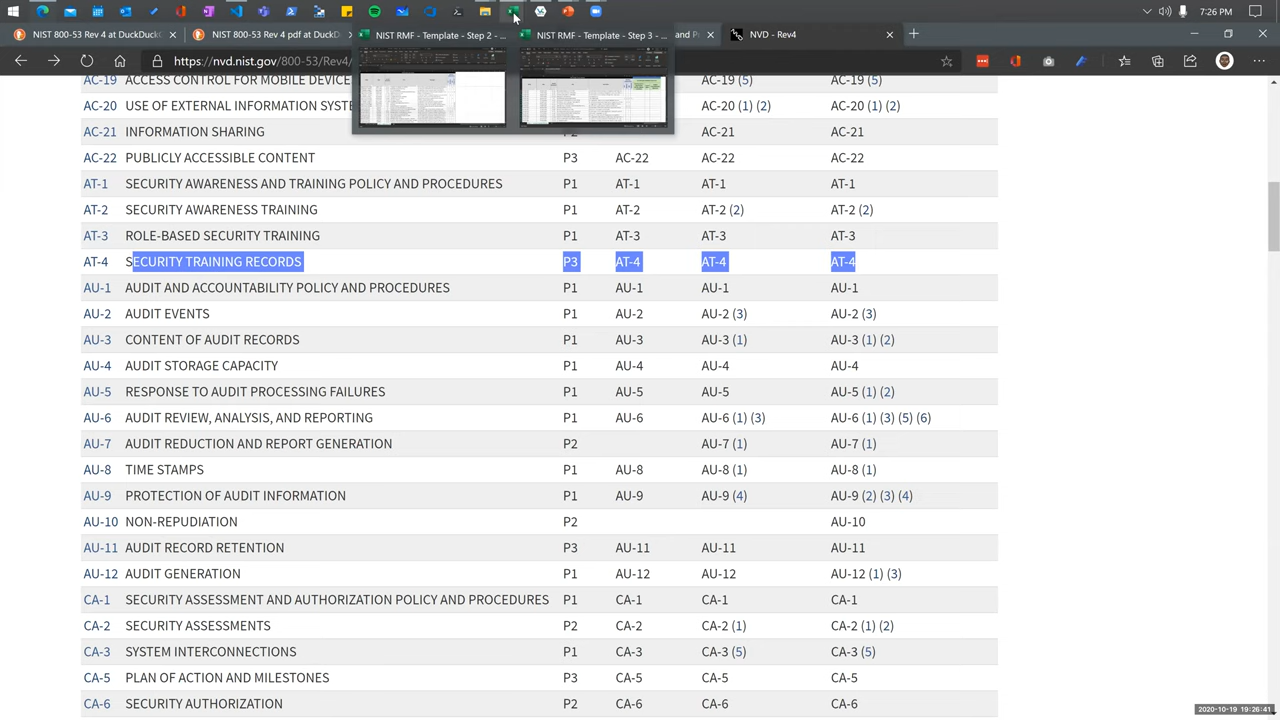 7:26 PM
NIST 800-53 Rev 4 at DuckDuckG
800-53 Rev 4 pdf at DuckD
NIST RMF - Template - Step 2 - ...
NIST RMF - Template - Step 3 - ...
and P
NVD - Rev4
https://nvd.nist.gov/800-53/Rev4
AC-19 ACCESS CONTROL FOR MOBILE DEVICE AC-19 (5) AC-19 (5)
AC-20 USE OF EXTERNAL INFORMATION SYSTE AC-20 (1) (2) AC-20 (1) (2)
AC-21 INFORMATION SHARING P2 AC-21 AC-21
AC-22 PUBLICLY ACCESSIBLE CONTENT P3 AC-22 AC-22 AC-22
AT-1 SECURITY AWARENESS AND TRAINING POLICY AND PROCEDURES P1 AT-1 AT-1 AT-1
AT-2 SECURITY AWARENESS TRAINING P1 AT-2 AT-2 (2) AT-2 (2)
AT-3 ROLE-BASED SECURITY TRAINING P1 AT-3 AT-3 AT-3
AT-4 SECURITY TRAINING RECORDS P3 AT-4 AT-4 AT-4
AU-1 AUDIT AND ACCOUNTABILITY POLICY AND PROCEDURES P1 AU-1 AU-1 AU-1
AU-2 AUDIT EVENTS P1 AU-2 AU-2 (3) AU-2 (3)
AU-3 CONTENT OF AUDIT RECORDS P1 AU-3 AU-3 (1) AU-3 (1) (2)
AU-4 AUDIT STORAGE CAPACITY P1 AU-4 AU-4 AU-4
AU-5 RESPONSE TO AUDIT PROCESSING FAILURES P1 AU-5 AU-5 AU-5 (1) (2)
AU-6 AUDIT REVIEW, ANALYSIS, AND REPORTING P1 AU-6 AU-6 (1) (3) AU-6 (1) (3) (5) (6)
AU-7 AUDIT REDUCTION AND REPORT GENERATION P2 AU-7 (1) AU-7 (1)
AU-8 TIME STAMPS P1 AU-8 AU-8 (1) AU-8 (1)
AU-9 PROTECTION OF AUDIT INFORMATION P1 AU-9 AU-9 (4) AU-9 (2) (3) (4)
AU-10 NON-REPUDIATION P2 AU-10
AU-11 AUDIT RECORD RETENTION P3 AU-11 AU-11 AU-11
AU-12 AUDIT GENERATION P1 AU-12 AU-12 AU-12 (1) (3)
CA-1 SECURITY ASSESSMENT AND AUTHORIZATION POLICY AND PROCEDURES P1 CA-1 CA-1 CA-1
CA-2 SECURITY ASSESSMENTS P2 CA-2 CA-2 (1) CA-2 (1) (2)
CA-3 SYSTEM INTERCONNECTIONS P1 CA-3 CA-3 (5) CA-3 (5)
CA-5 PLAN OF ACTION AND MILESTONES P3 CA-5 CA-5 CA-5
CA-6 SECURITY AUTHORIZATION P2 CA-6 CA-6 CA-6
2020-10-19 19:26:41